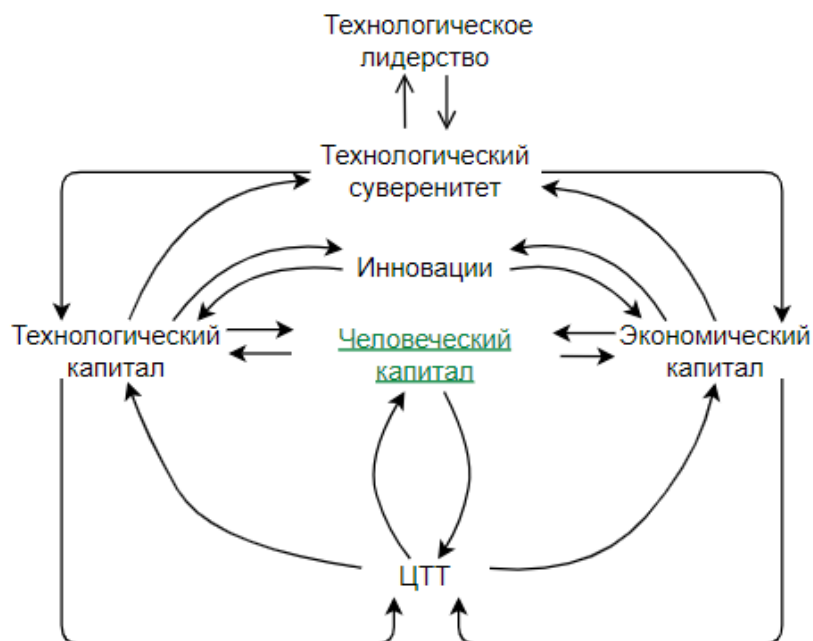 Технологическое
лидерство
Технологический
суверенитет
Инновации
Технологический
капитал
Человеческий
капитал
Экономический
капитал
ЦТТ